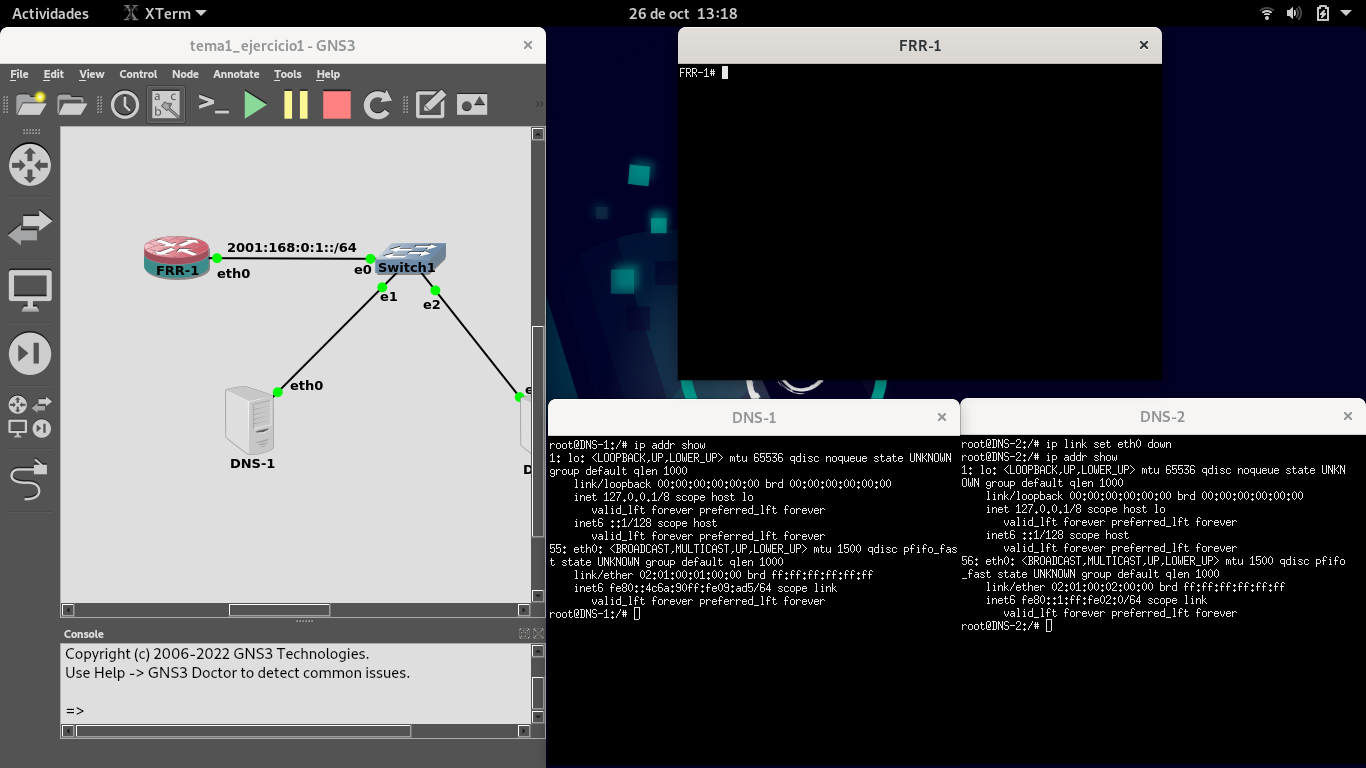 Actividades
XTerm
26 de oct 13:18
tema1_ejercicio1 - GNS3
File Edit View Control Node Annotate Tools Help
a c
b
2001:168:0:1::/64
FRR-1
eth0
e0
Switch1
e1
e2
eth0
e
DNS-1
D
Console
Copyright (c) 2006-2022 GNS3 Technologies.
Use Help -> GNS3 Doctor to detect common issues.
=>
FRR-1
FRR-1#
DNS-1
root@DNS-1:/# ip addr show
1: lo: <LOOPBACK,UP,LOWER_UP> mtu 65536 qdisc noqueue state UNKNOWN
group default qlen 1000
link/loopback 00:00:00:00:00:00 brd 00:00:00:00:00:00
inet 127.0.0.1/8 scope host lo
valid_lft forever preferred_lft forever
inet6 ::1/128 scope host
valid_lft forever preferred_lft forever
55: eth0: <BROADCAST,MULTICAST,UP,LOWER_UP> mtu 1500 qdisc pfifo_fas
t state UNKNOWN group default qlen 1000
link/ether 02:01:00:01:00:00 brd ff:ff:ff:ff:ff:ff
inet6 fe80::4c6a:90ff:fe09:ad5/64 scope link
valid_lft forever preferred_lft forever
root@DNS-1:/#
DNS-2
root@DNS-2:/# ip link set eth0 down
root@DNS-2:/# ip addr show
1: lo: <LOOPBACK,UP,LOWER_UP> mtu 65536 qdisc noqueue state UNKN
OWN group default qlen 1000
link/loopback 00:00:00:00:00:00 brd 00:00:00:00:00:00
inet 127.0.0.1/8 scope host lo
valid_lft forever preferred_lft forever
inet6 ::1/128 scope host
valid_lft forever preferred_lft forever
56: eth0: <BROADCAST,MULTICAST,UP,LOWER_UP> mtu 1500 qdisc pfifo
_fast state UNKNOWN group default qlen 1000
link/ether 02:01:00:02:00:00 brd ff:ff:ff:ff:ff:ff
inet6 fe80::1:ff:fe02:0/64 scope link
valid_lft forever preferred_lft forever
root@DNS-2:/#